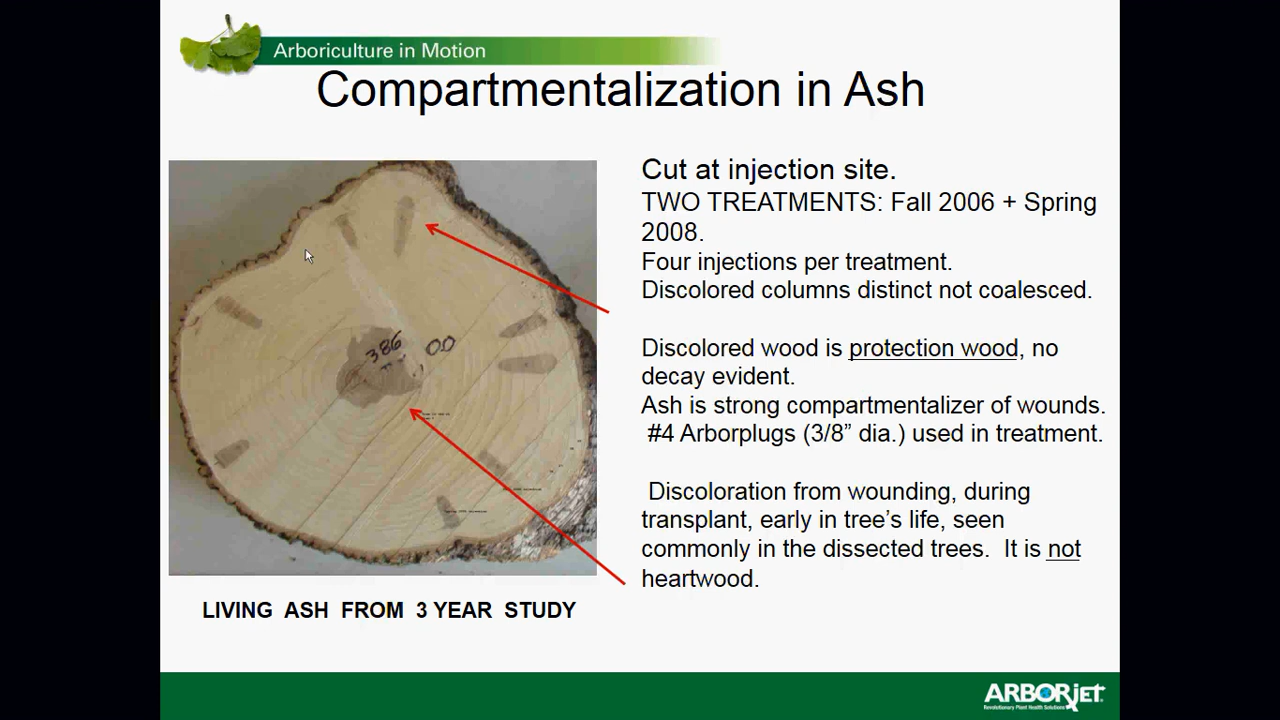 Arboriculture in Motion
Compartmentalization in Ash
Cut at injection site.
TWO TREATMENTS: Fall 2006 + Spring
2008.
Four injections per treatment.
Discolored columns distinct not coalesced.
Discolored wood is protection wood, no
decay evident.
Ash is strong compartmentalizer of wounds.
#4 Arborplugs (3/8” dia.) used in treatment.
Discoloration from wounding, during
transplant, early in tree’s life, seen
commonly in the dissected trees. It is not
heartwood.
386 00
LIVING ASH FROM 3 YEAR STUDY
ARBORjET
Revolutionary Plant Health Solutions